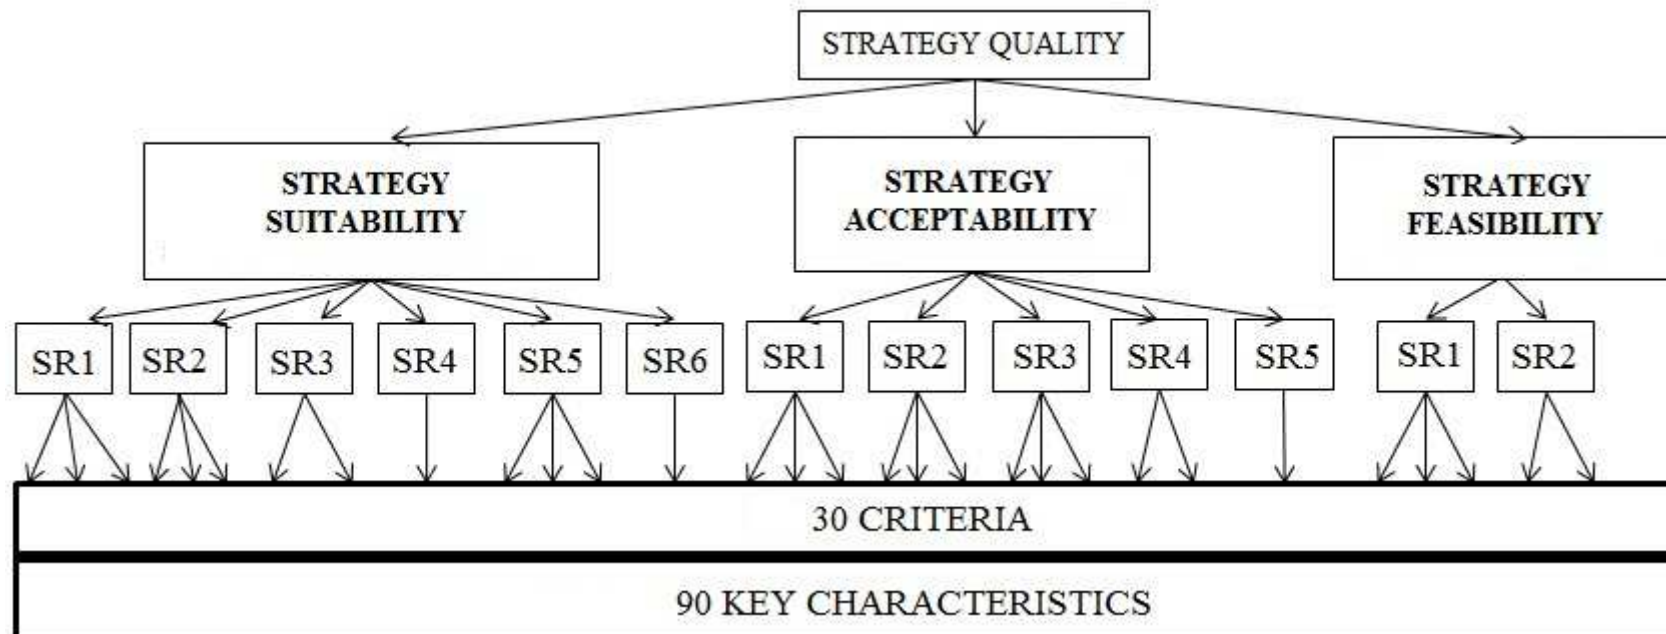 STRATEGY QUALITY
STRATEGY
SUITABILITY
STRATEGY
ACCEPTABILITY
STRATEGY
FEASIBILITY
SR1
SR2
SR3
SR4
SR5
SR6
SR1
SR2
SR3
SR4
SR5
SR1
SR2
30 CRITERIA
90 KEY CHARACTERISTICS